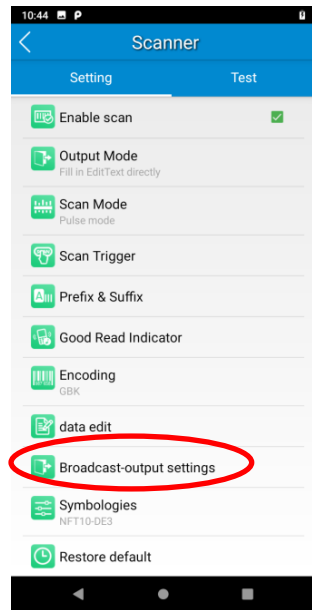 10:44
Scanner
Setting
Test
Enable scan
Output Mode
Fill in EditText directly
Scan Mode
Pulse mode
Scan Trigger
Prefix & Suffix
Good Read Indicator
Encoding
GBK
data edit
Broadcast-output settings
Symbologies
NFT10-DE3
Restore default